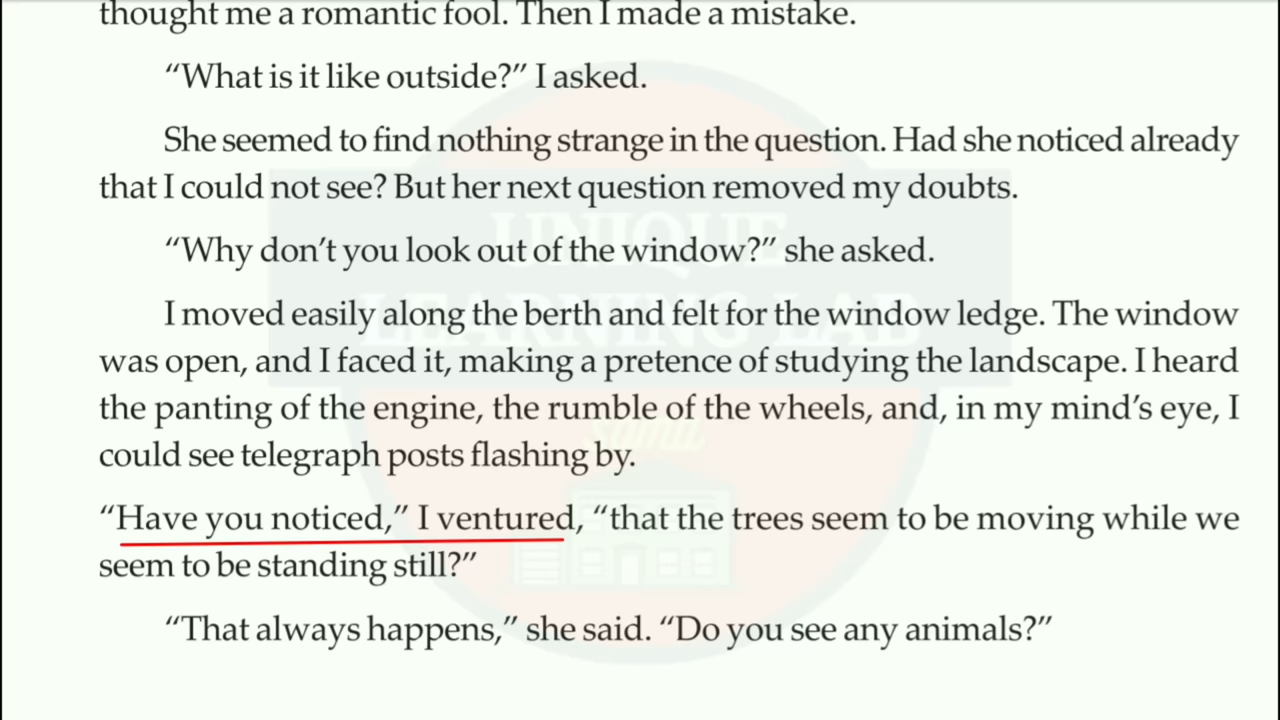 thought me a romantic fool. Then I made a mistake.
“What is it like outside?” I asked.
She seemed to find nothing strange in the question. Had she noticed already
that I could not see? But her next question removed my doubts.
“Why don’t you look out of the window?” she asked.
I moved easily along the berth and felt for the window ledge. The window
was open, and I faced it, making a pretence of studying the landscape. I heard
the panting of the engine, the rumble of the wheels, and, in my mind’s eye, I
could see telegraph posts flashing by.
“Have you noticed,” I ventured, “that the trees seem to be moving while we
seem to be standing still?”
“That always happens,” she said. “Do you see any animals?”
UNIQUE
LEARNING LAB